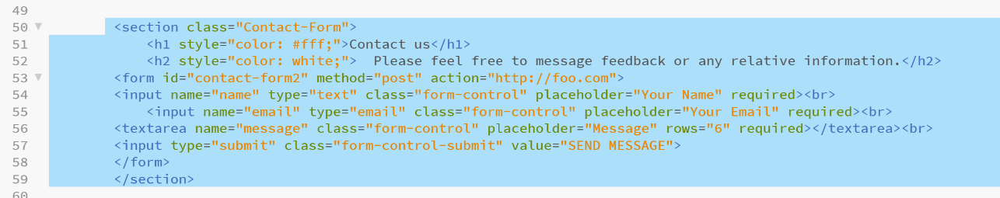 49
50 <section class="Contact-Form">
51 <h1 style="color: #fff;">Contact us</h1>
52 <h2 style="color: white;">  Please feel free to message feedback or any relative information.</h2>
53 <form id="contact-form2" method="post" action="http://foo.com">
54 <input name="name" type="text" class="form-control" placeholder="Your Name" required><br>
55 <input name="email" type="email" class="form-control" placeholder="Your Email" required><br>
56 <textarea name="message" class="form-control" placeholder="Message" rows="6" required></textarea><br>
57 <input type="submit" class="form-control-submit" value="SEND MESSAGE">
58 </form>
59 </section>
60